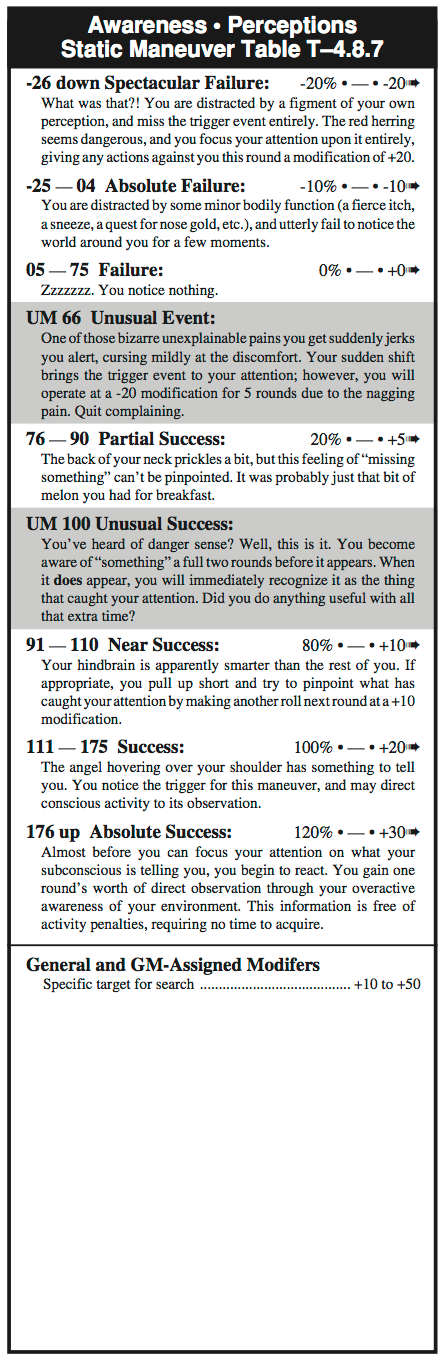 Awareness • Perceptions
Static Maneuver Table T–4.8.7
-26 down Spectacular Failure: -20% • — • -20➠
What was that?! You are distracted by a figment of your own
perception, and miss the trigger event entirely. The red herring
seems dangerous, and you focus your attention upon it entirely,
giving any actions against you this round a modification of +20.
-25 — 04 Absolute Failure: -10% • — • -10➠
You are distracted by some minor bodily function (a fierce itch,
a sneeze, a quest for nose gold, etc.), and utterly fail to notice the
world around you for a few moments.
05 — 75 Failure: 0% • — • +0➠
Zzzzzzz. You notice nothing.
UM 66 Unusual Event:
One of those bizarre unexplainable pains you get suddenly jerks
you alert, cursing mildly at the discomfort. Your sudden shift
brings the trigger event to your attention; however, you will
operate at a -20 modification for 5 rounds due to the nagging
pain. Quit complaining.
76 — 90 Partial Success: 20% • — • +5➠
The back of your neck prickles a bit, but this feeling of “missing
something” can’t be pinpointed. It was probably just that bit of
melon you had for breakfast.
UM 100 Unusual Success:
You’ve heard of danger sense? Well, this is it. You become
aware of “something” a full two rounds before it appears. When
it does appear, you will immediately recognize it as the thing
that caught your attention. Did you do anything useful with all
that extra time?
91 — 110 Near Success: 80% • — • +10➠
Your hindbrain is apparently smarter than the rest of you. If
appropriate, you pull up short and try to pinpoint what has
caught your attention by making another roll next round at a +10
modification.
111 — 175 Success: 100% • — • +20➠
The angel hovering over your shoulder has something to tell
you. You notice the trigger for this maneuver, and may direct
conscious activity to its observation.
176 up Absolute Success: 120% • — • +30➠
Almost before you can focus your attention on what your
subconscious is telling you, you begin to react. You gain one
round’s worth of direct observation through your overactive
awareness of your environment. This information is free of
activity penalties, requiring no time to acquire.
General and GM-Assigned Modifers
Specific target for search ........................................ +10 to +50